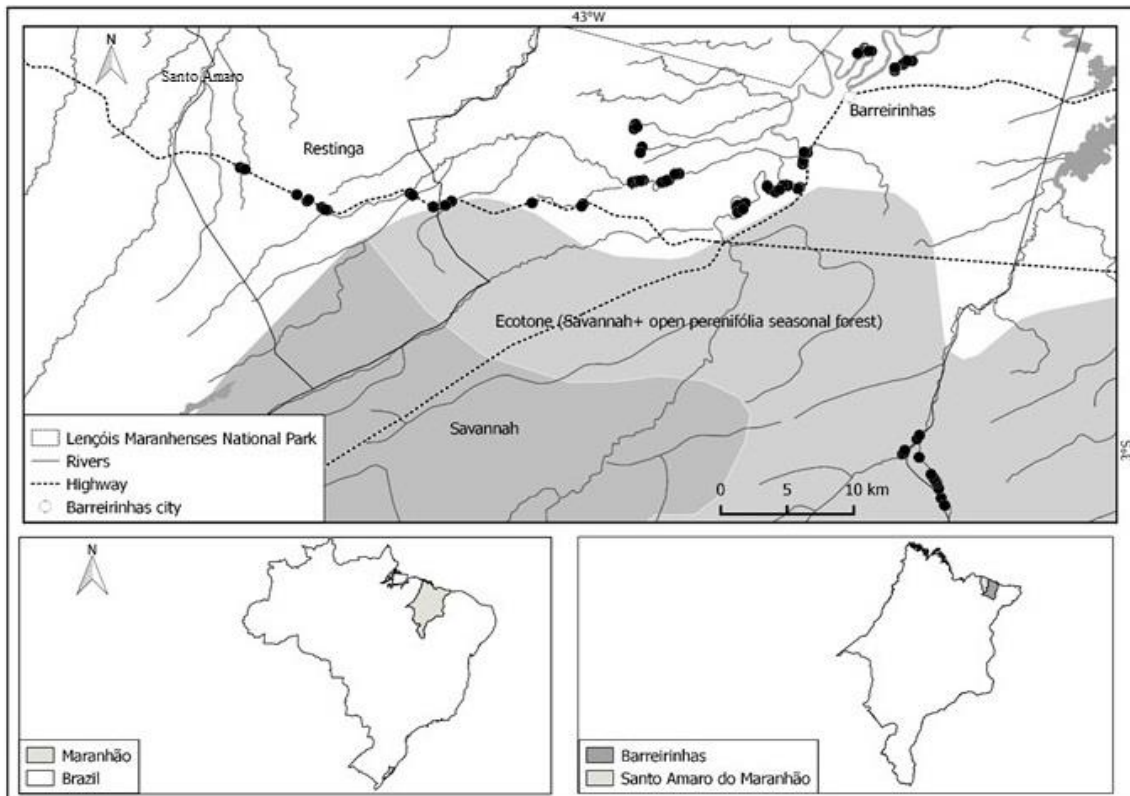 43°W
N
Santo Amaro
Barreirinhas
Restinga
Ecotone (Savannah+ open perenifólia seasonal forest)
Savannah
Lençóis Maranhenses National Park
Rivers
Highway
Barreirinhas city
0 5 10 km
N
Maranhão
Brazil
Barreirinhas
Santo Amaro do Maranhão